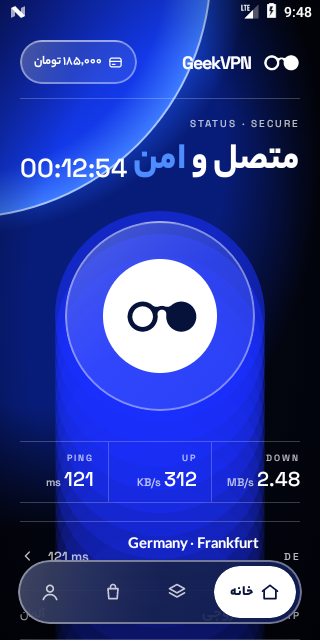 LTE 9:48
GeekVPN
۱۸۵,۰۰۰ تومان
STATUS · SECURE
متصل و امن
00:12:54
DOWN
2.48 MB/s
UP
312 KB/s
PING
121 ms
DE
Germany · Frankfurt
121 ms
خانه